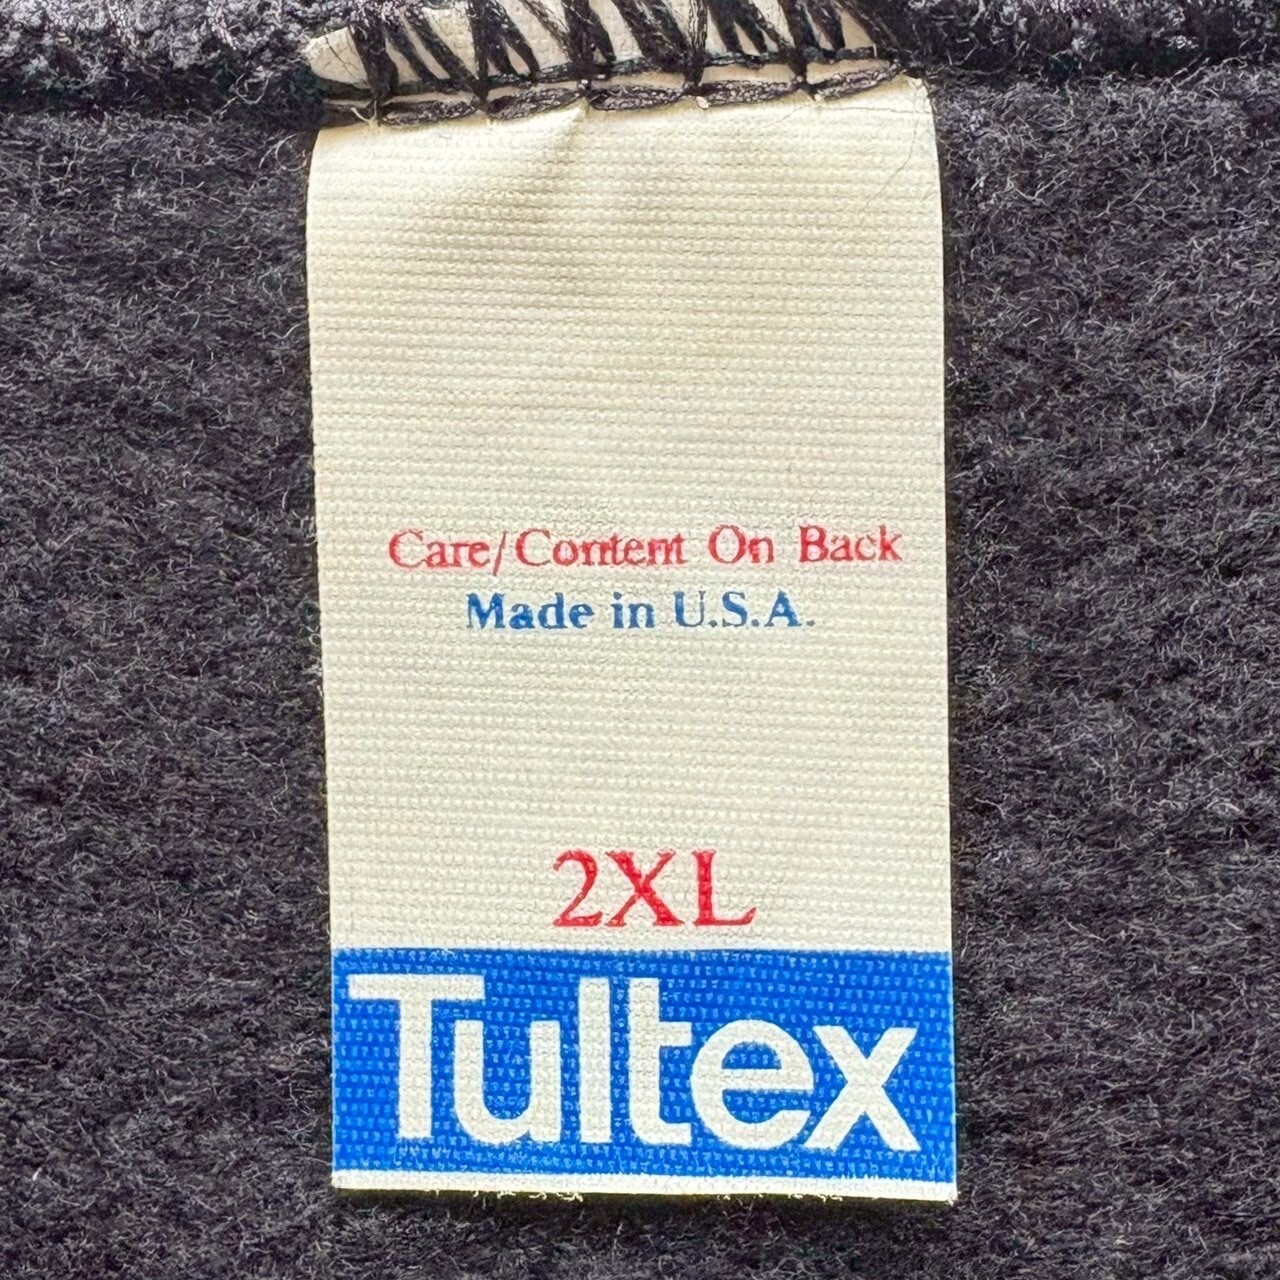 Care/Content On Back
Made in U.S.A.
2XL
Tultex